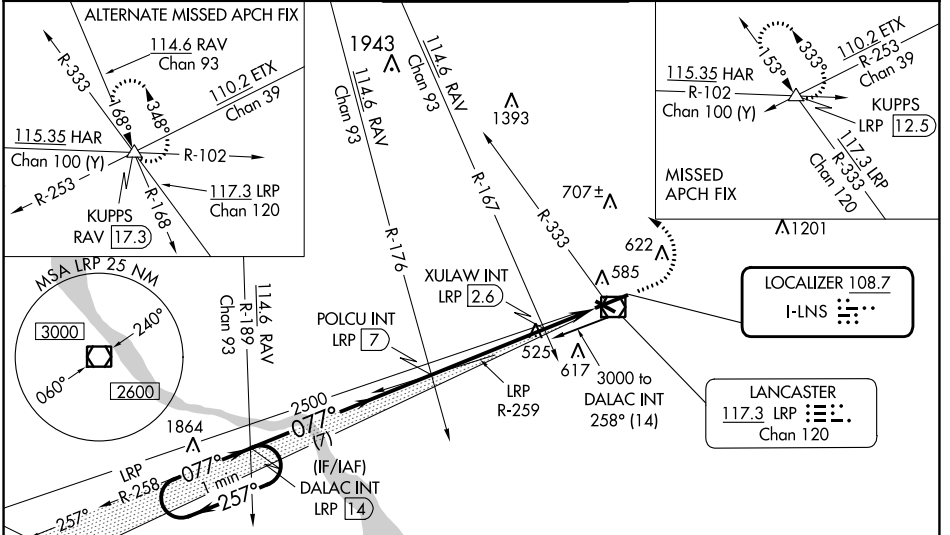 ALTERNATE MISSED APCH FIX
114.6 RAV
Chan 93
R-333
110.2 ETX
Chan 39
168°
348°
115.35 HAR
Chan 100 (Y)
R-102
R-253
117.3 LRP
Chan 120
R-168
KUPPS
RAV 17.3
1943
114.6 RAV
Chan 93
114.6 RAV
Chan 93
1393
R-167
R-333
707±
R-176
622
585
1201
153°
333°
110.2 ETX
R-253
Chan 39
115.35 HAR
R-102
Chan 100 (Y)
KUPPS
LRP 12.5
117.3 LRP
R-333
Chan 120
MISSED
APCH FIX
MSA LRP 25 NM
3000
240°
060°
2600
114.6 RAV
R-189
Chan 93
XULAW INT
LRP 2.6
POLCU INT
LRP 7
525
617
LRP
R-259
3000 to
DALAC INT
258° (14)
LOCALIZER 108.7
I-LNS
LANCASTER
117.3 LRP
Chan 120
2500
077°
(7)
1864
LRP
R-258
077°
1 min
257°
257°
(IF/IAF)
DALAC INT
LRP 14